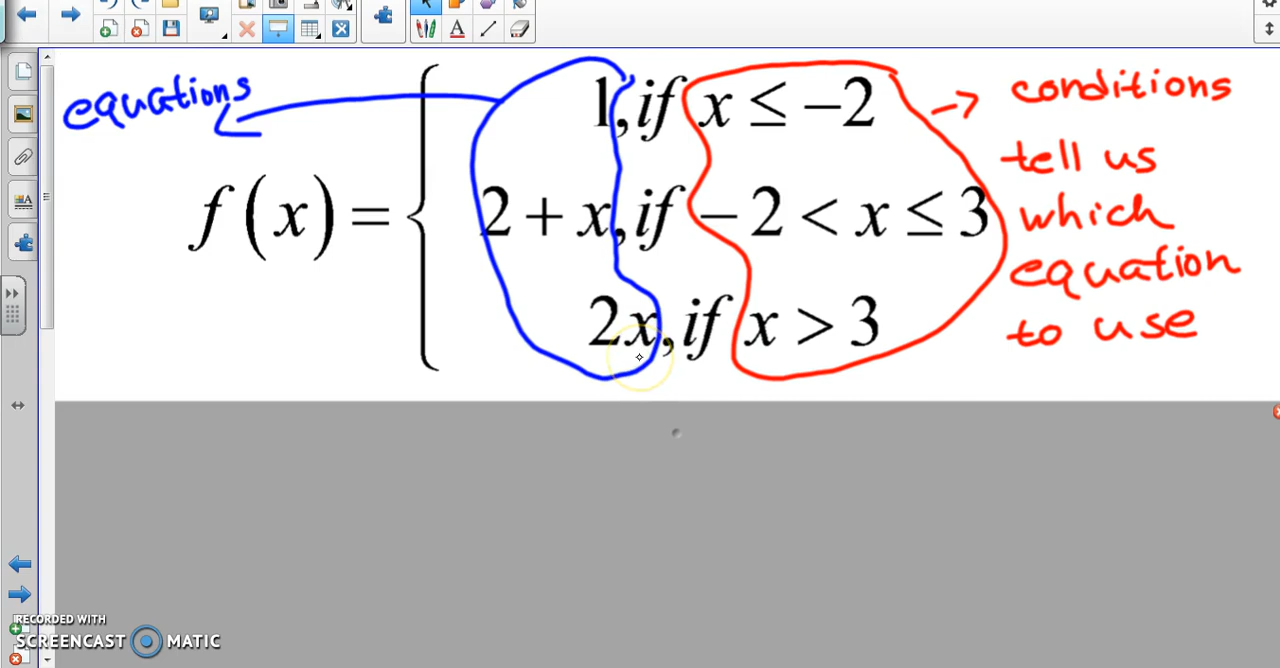 equations
1, if x ≤ −2
conditions
tell us
f(x) = { 2 + x, if −2 < x ≤ 3
which
equation
2x, if x > 3
to use
RECORDED WITH
SCREENCAST MATIC